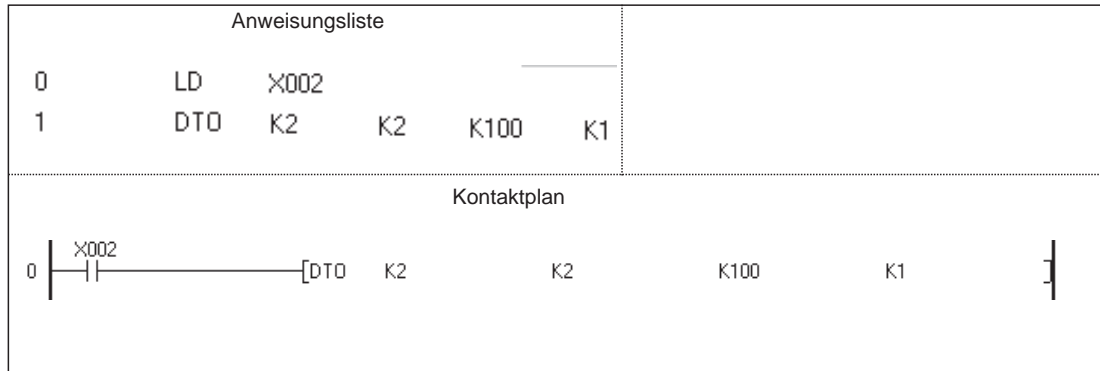 Anweisungsliste
0 LD X002
1 DTO K2 K2 K100 K1
Kontaktplan
X002
0 [DTO K2 K2 K100 K1 ]